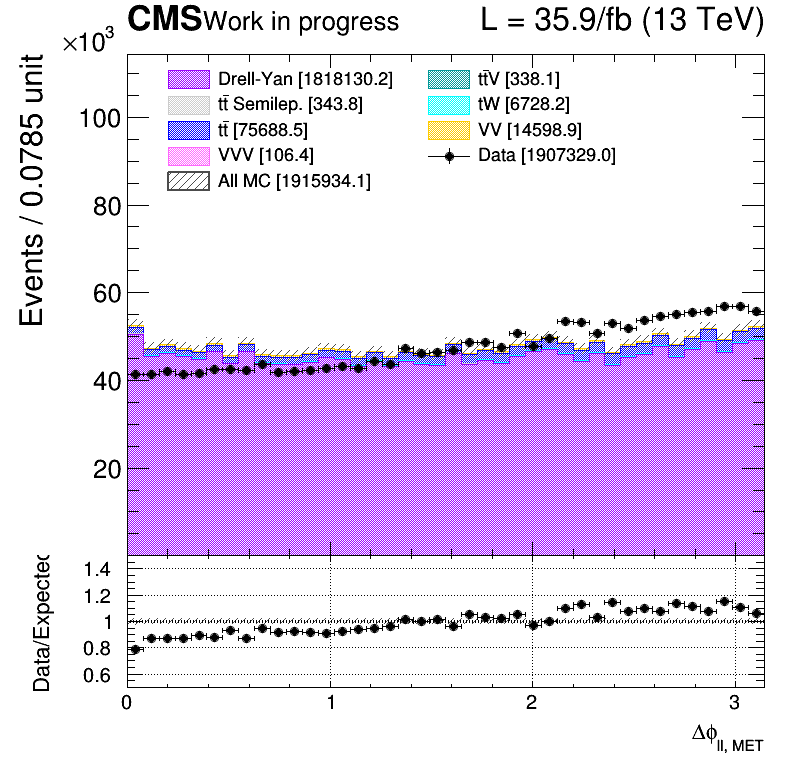 CMS Work in progress L = 35.9/fb (13 TeV)
×10³
Events / 0.0785 unit
100
80
60
40
20
Drell-Yan [1818130.2]
tt̄ Semilep. [343.8]
tt̄ [75688.5]
VVV [106.4]
All MC [1915934.1]
tt̄V [338.1]
tW [6728.2]
VV [14598.9]
Data [1907329.0]
Data/Expected
1.4
1.2
1
0.8
0.6
0 1 2 3
Δϕll, MET